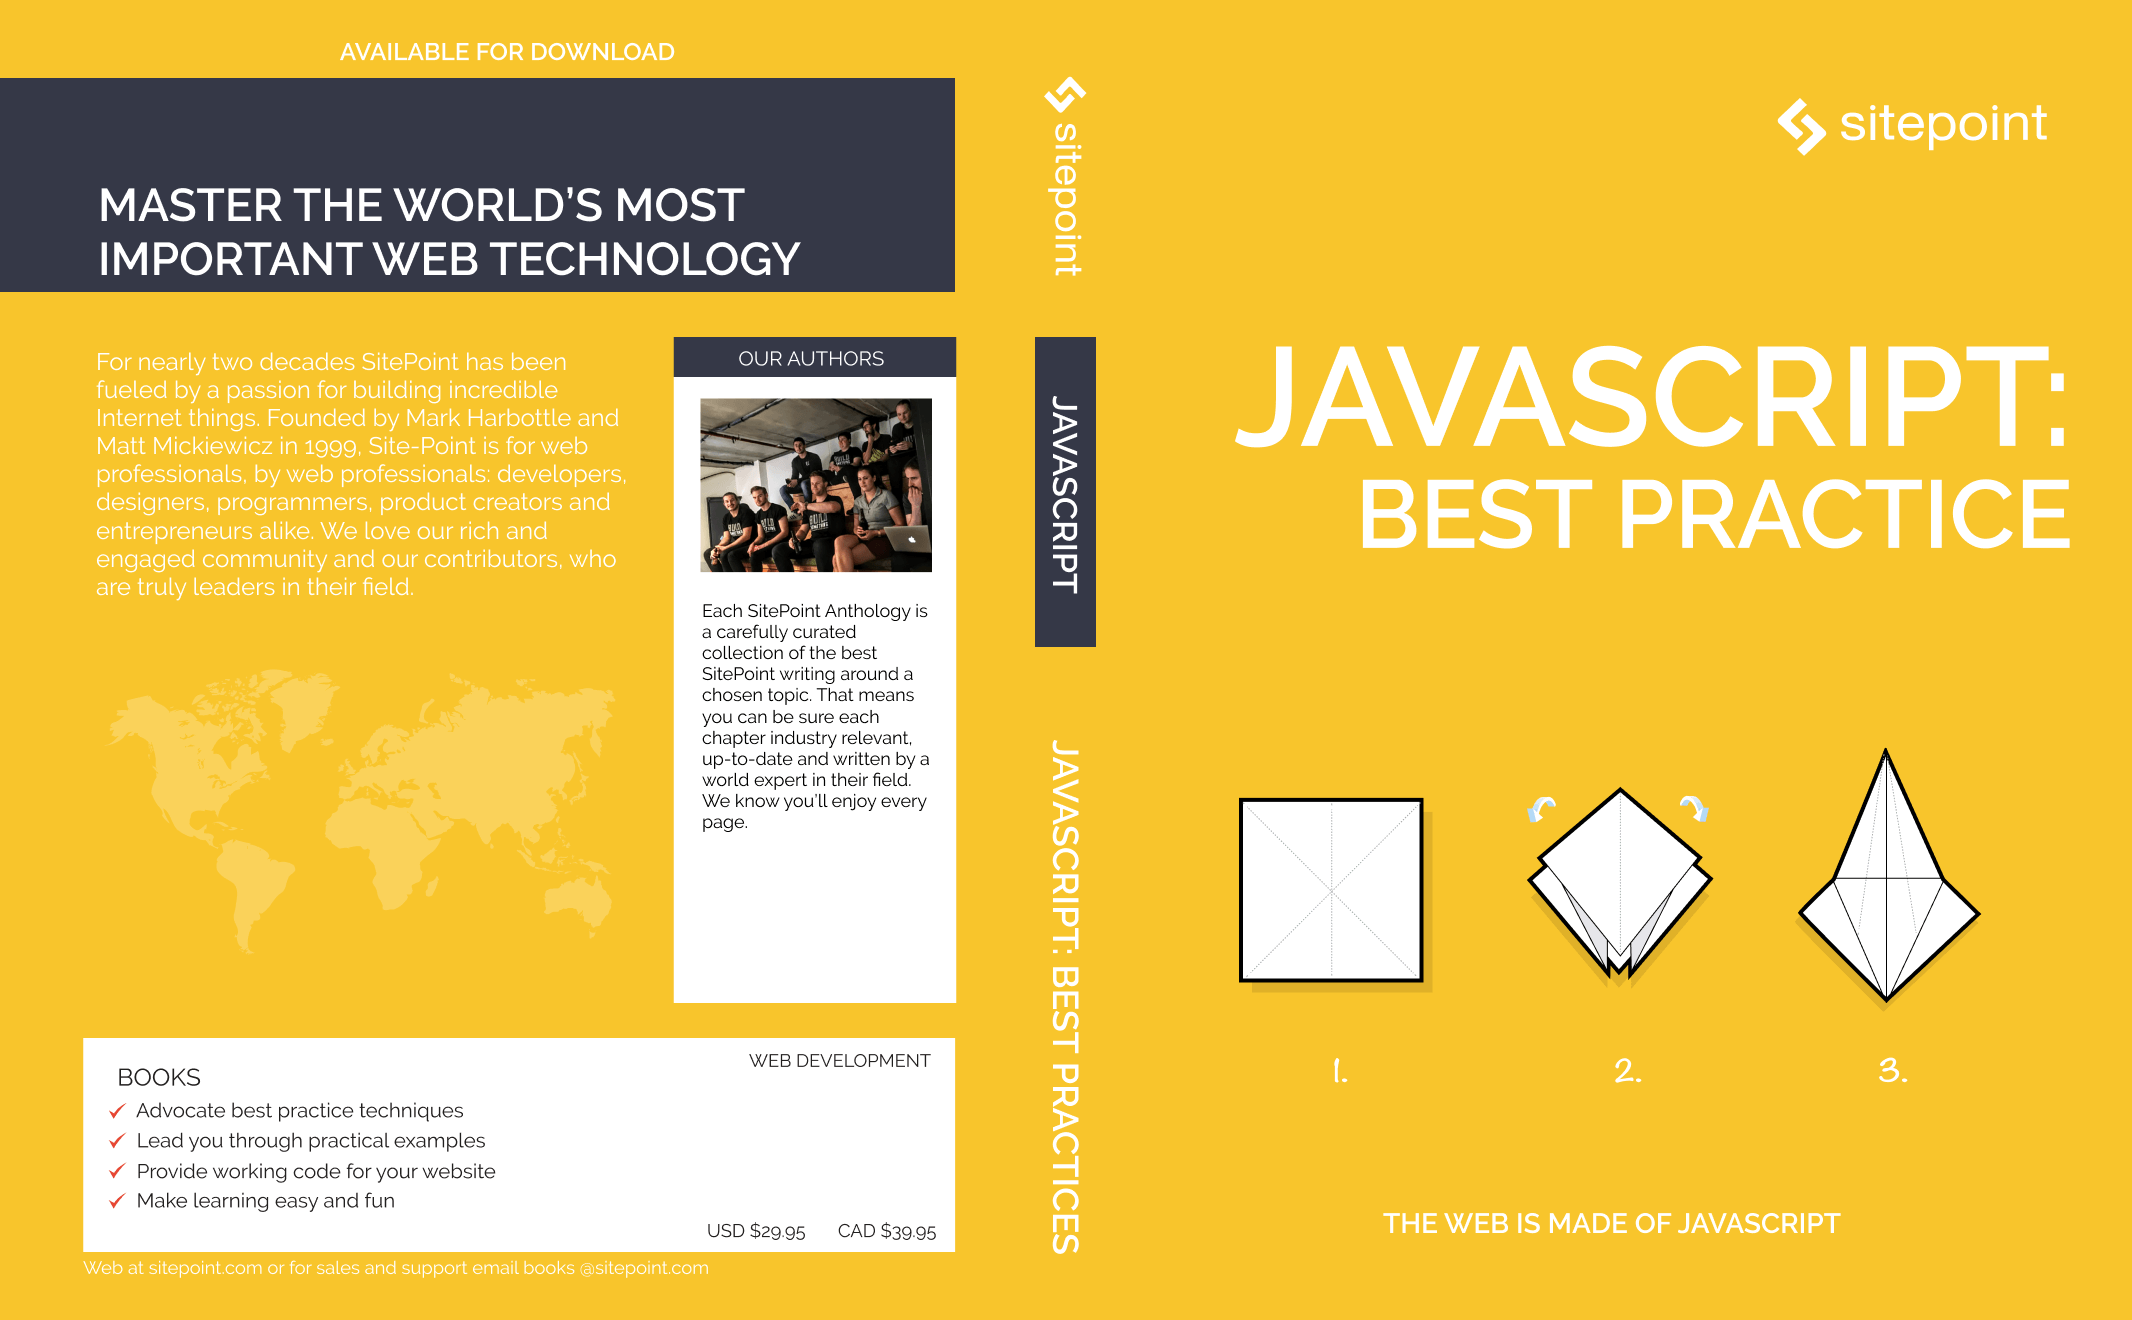 AVAILABLE FOR DOWNLOAD
MASTER THE WORLD’S MOST
IMPORTANT WEB TECHNOLOGY
For nearly two decades SitePoint has been
fueled by a passion for building incredible
Internet things. Founded by Mark Harbottle and
Matt Mickiewicz in 1999, Site-Point is for web
professionals, by web professionals: developers,
designers, programmers, product creators and
entrepreneurs alike. We love our rich and
engaged community and our contributors, who
are truly leaders in their field.
OUR AUTHORS
Each SitePoint Anthology is
a carefully curated
collection of the best
SitePoint writing around a
chosen topic. That means
you can be sure each
chapter industry relevant,
up-to-date and written by a
world expert in their field.
We know you’ll enjoy every
page.
BOOKS
WEB DEVELOPMENT
Advocate best practice techniques
Lead you through practical examples
Provide working code for your website
Make learning easy and fun
USD $29.95 CAD $39.95
Web at sitepoint.com or for sales and support email books @sitepoint.com
sitepoint
JAVASCRIPT
JAVASCRIPT: BEST PRACTICES
sitepoint
JAVASCRIPT:
BEST PRACTICE
1. 2. 3.
THE WEB IS MADE OF JAVASCRIPT